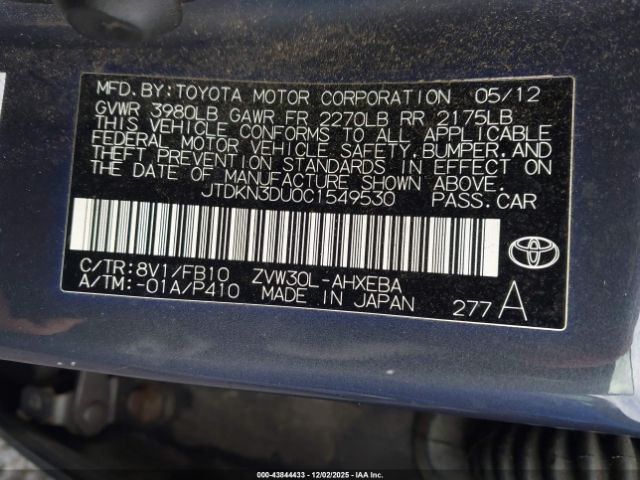 MFD. BY: TOYOTA MOTOR CORPORATION 05/12
GVWR 3980LB GAWR FR 2270LB RR 2175LB
THIS VEHICLE CONFORMS TO ALL APPLICABLE
FEDERAL MOTOR VEHICLE SAFETY, BUMPER, AND
THEFT PREVENTION STANDARDS IN EFFECT ON
THE DATE OF MANUFACTURE SHOWN ABOVE.
JTDKN3DU0C1549530 PASS.CAR
C/TR:8V1/FB10 ZVW30L-AHXEBA
A/TM:-01A/P410 MADE IN JAPAN 277 A
000-43844433 | 12/02/2025 - IAA Inc.